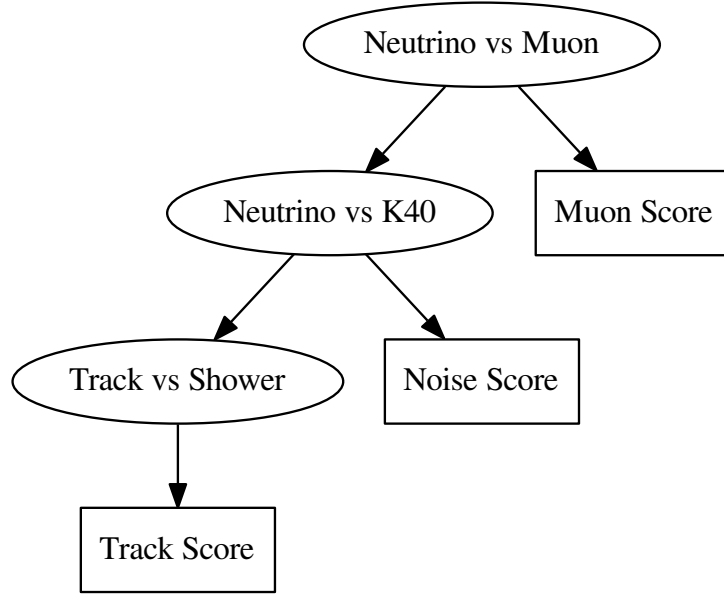 Neutrino vs Muon
Neutrino vs K40
Muon Score
Track vs Shower
Noise Score
Track Score